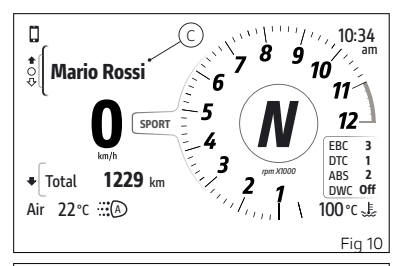 C
10:34
am
Mario Rossi
0
km/h
SPORT
1
2
3
4
5
6
7
8
9
10
11
12
N
rpm X1000
EBC 3
DTC 1
ABS 2
DWC Off
Total 1229 km
Air 22°C (A)
100°C
Fig 10